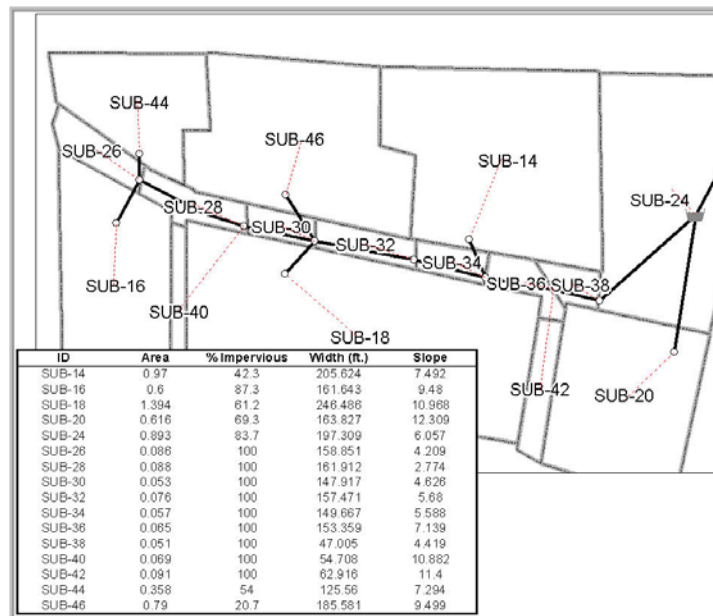 SUB-44
SUB-26
SUB-46
SUB-14
SUB-24
SUB-28
SUB-30
SUB-32
SUB-34
SUB-36
SUB-38
SUB-16
SUB-40
SUB-18
SUB-42
SUB-20
ID Area % Impervious Width (ft.) Slope
SUB-14 0.97 42.3 205.624 7.492
SUB-16 0.6 87.3 161.643 9.48
SUB-18 1.394 61.2 246.486 10.968
SUB-20 0.616 69.3 163.827 12.309
SUB-24 0.893 83.7 197.309 6.057
SUB-26 0.086 100 158.851 4.209
SUB-28 0.088 100 161.912 2.774
SUB-30 0.053 100 147.917 4.626
SUB-32 0.076 100 157.471 5.68
SUB-34 0.057 100 149.667 5.588
SUB-36 0.065 100 153.359 7.139
SUB-38 0.051 100 47.005 4.419
SUB-40 0.069 100 54.708 10.882
SUB-42 0.091 100 62.916 11.4
SUB-44 0.358 54 125.56 7.294
SUB-46 0.79 20.7 185.581 9.499